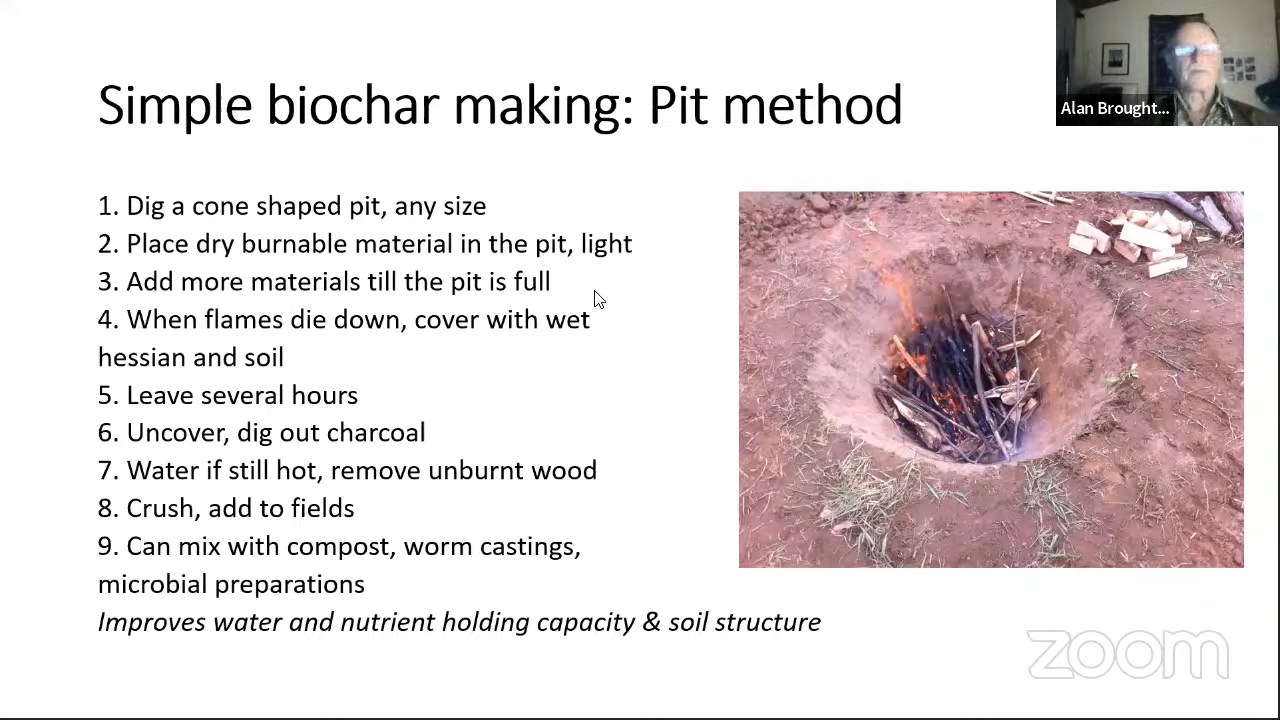 Simple biochar making: Pit method
Alan Brought...
1. Dig a cone shaped pit, any size
2. Place dry burnable material in the pit, light
3. Add more materials till the pit is full
4. When flames die down, cover with wet
hessian and soil
5. Leave several hours
6. Uncover, dig out charcoal
7. Water if still hot, remove unburnt wood
8. Crush, add to fields
9. Can mix with compost, worm castings,
microbial preparations
Improves water and nutrient holding capacity & soil structure
zoom